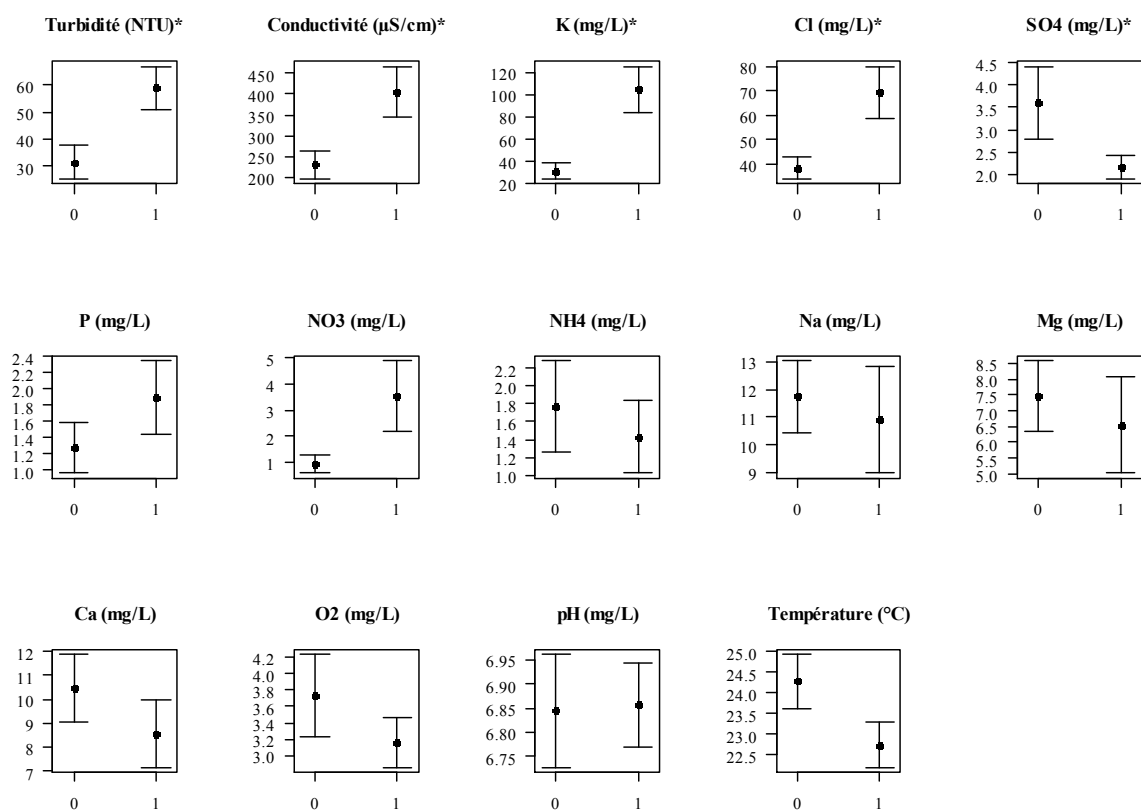 Turbidité (NTU)* Conductivité (µS/cm)* K (mg/L)* Cl (mg/L)* SO4 (mg/L)*
60 450 120 80 4.5
50 400 100 70 4.0
40 350 80 60 3.5
30 300 60 50 3.0
250 40 40 2.5
200 20 2.0
0 1 0 1 0 1 0 1 0 1
P (mg/L) NO3 (mg/L) NH4 (mg/L) Na (mg/L) Mg (mg/L)
2.4 5 2.2 13 8.5
2.2 4 2.0 12 8.0
2.0 3 1.8 11 7.5
1.8 2 1.6 10 7.0
1.6 1 1.4 9 6.5
1.4 1.2 6.0
1.2 1.0 5.5
1.0 5.0
0 1 0 1 0 1 0 1 0 1
Ca (mg/L) O2 (mg/L) pH (mg/L) Température (°C)
12 4.2 6.95 25.0
11 4.0 6.90 24.5
10 3.8 6.85 24.0
9 3.6 6.80 23.5
8 3.4 6.75 23.0
7 3.2 22.5
3.0
0 1 0 1 0 1 0 1